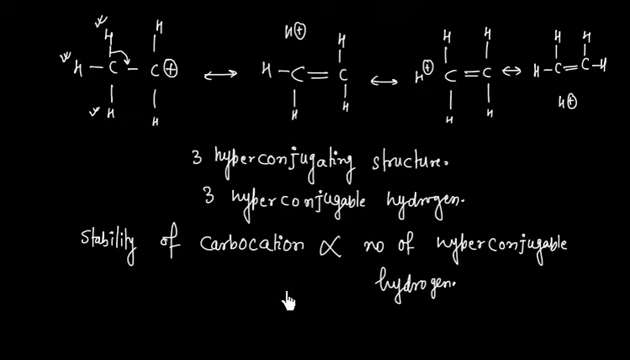 H H H⊕ H H H H H
H – C – C⊕ ↔ H – C = C ↔ H⊕ C = C ↔ H – C = C – H
H H H H H H H⊕
3 hyperconjugating structure.
3 hyperconjugable hydrogen.
Stability of carbocation ∝ no of hyperconjugable
hydrogen.